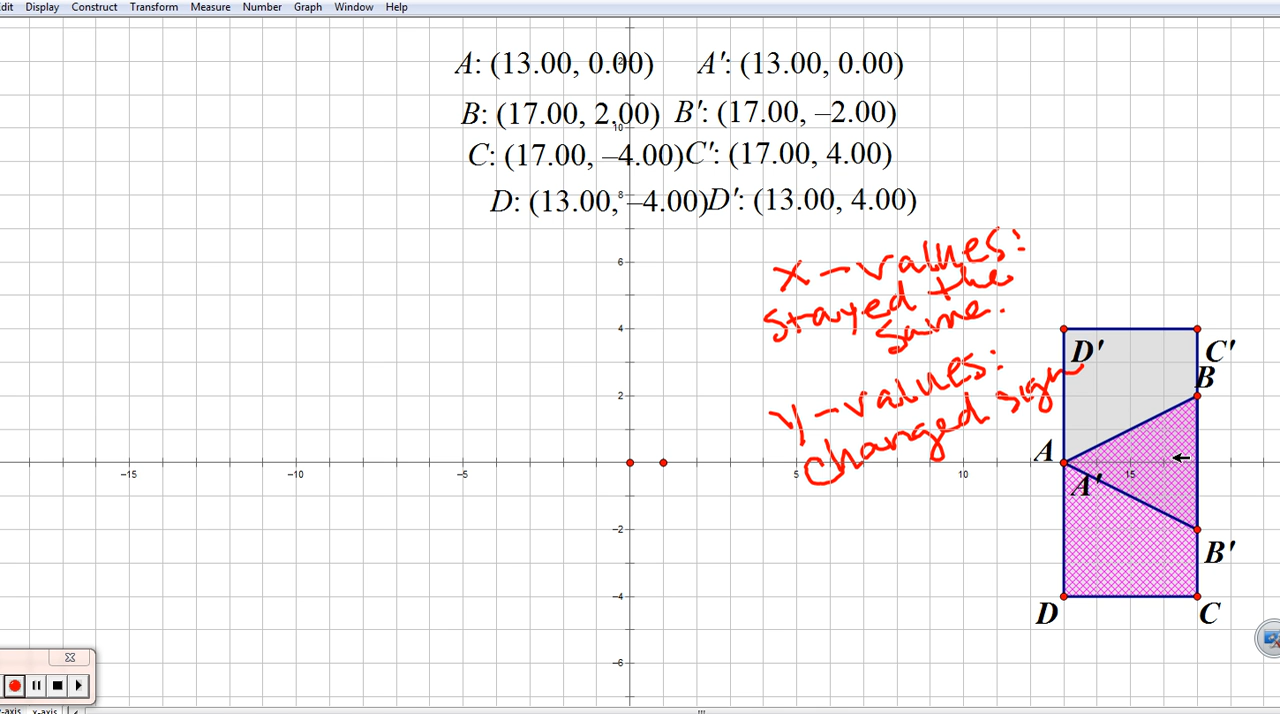 Display Construct Transform Measure Number Graph Window Help
A: (13.00, 0.00) A': (13.00, 0.00)
B: (17.00, 2.00) B': (17.00, –2.00)
C: (17.00, –4.00) C': (17.00, 4.00)
D: (13.00, –4.00) D': (13.00, 4.00)
10
8
6
x-values:
stayed the
same.
4
D' C'
y-values: B
changed sign
2
A
–15 –10 –5 5 10 15
A'
–2
B'
–4
D C
–6
x-axis